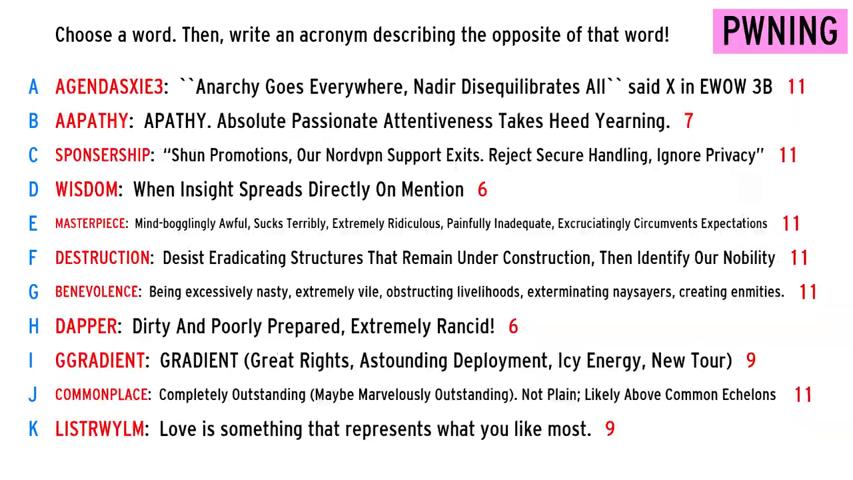 Choose a word. Then, write an acronym describing the opposite of that word!
PWNING
A AGENDASXIE3: ``Anarchy Goes Everywhere, Nadir Disequilibrates All`` said X in EWOW 3B 11
B AAPATHY: APATHY. Absolute Passionate Attentiveness Takes Heed Yearning. 7
C SPONSERSHIP: “Shun Promotions, Our Nordvpn Support Exits. Reject Secure Handling, Ignore Privacy” 11
D WISDOM: When Insight Spreads Directly On Mention 6
E MASTERPIECE: Mind-bogglingly Awful, Sucks Terribly, Extremely Ridiculous, Painfully Inadequate, Excruciatingly Circumvents Expectations 11
F DESTRUCTION: Desist Eradicating Structures That Remain Under Construction, Then Identify Our Nobility 11
G BENEVOLENCE: Being excessively nasty, extremely vile, obstructing livelihoods, exterminating naysayers, creating enmities. 11
H DAPPER: Dirty And Poorly Prepared, Extremely Rancid! 6
I GGRADIENT: GRADIENT (Great Rights, Astounding Deployment, Icy Energy, New Tour) 9
J COMMONPLACE: Completely Outstanding (Maybe Marvelously Outstanding). Not Plain; Likely Above Common Echelons 11
K LISTRWYLM: Love is something that represents what you like most. 9